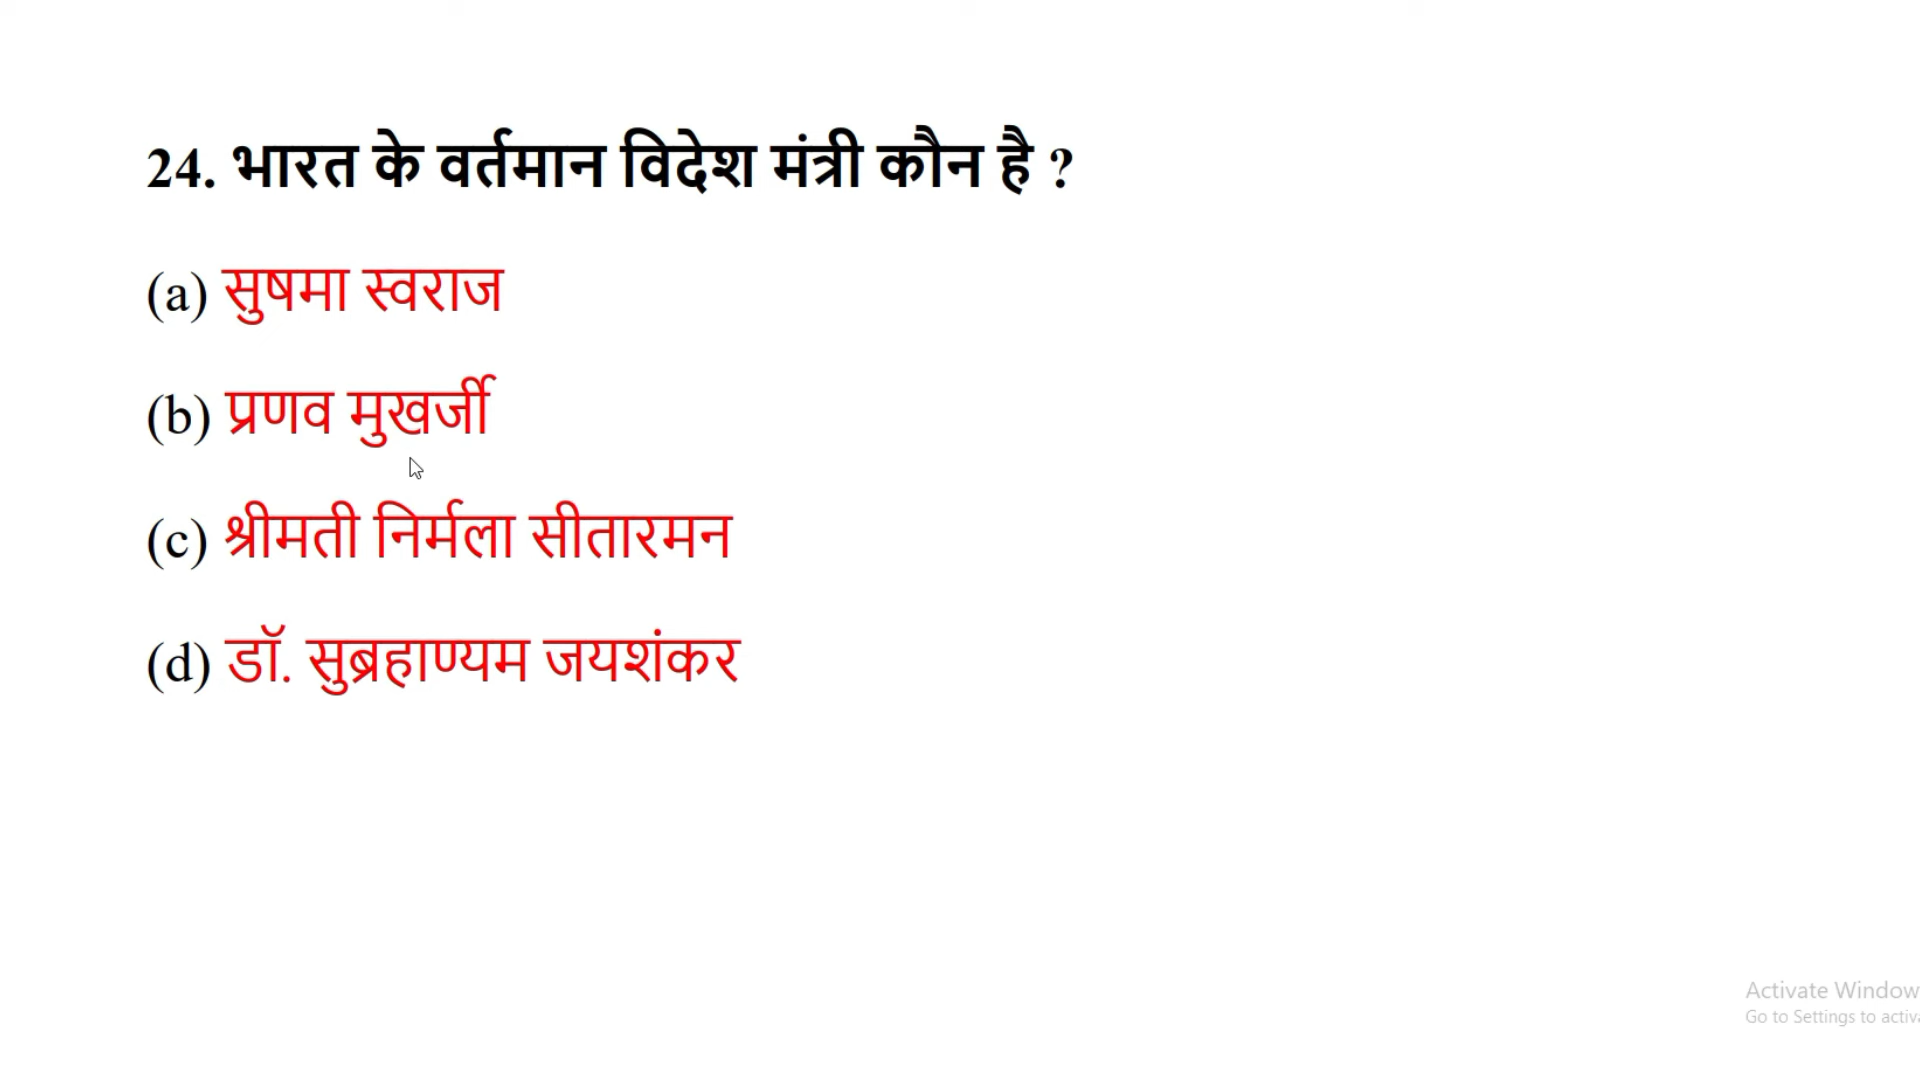 24. भारत के वर्तमान विदेश मंत्री कौन है ?
(a) सुषमा स्वराज
(b) प्रणव मुखर्जी
(c) श्रीमती निर्मला सीतारमन
(d) डॉ. सुब्रहाण्यम जयशंकर
Activate Window
Go to Settings to activa